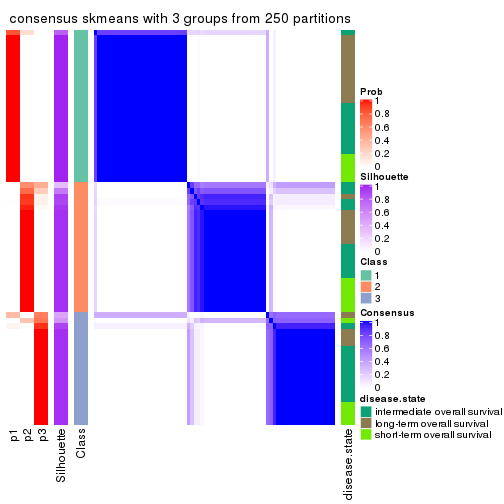 consensus skmeans with 3 groups from 250 partitions
Prob
1
0.8
0.6
0.4
0.2
0
Silhouette
1
0.8
0.6
0.4
0.2
0
Class
1
2
3
Consensus
1
0.8
0.6
0.4
0.2
0
disease.state
intermediate overall survival
long-term overall survival
short-term overall survival
p1
p2
p3
Silhouette
Class
disease.state